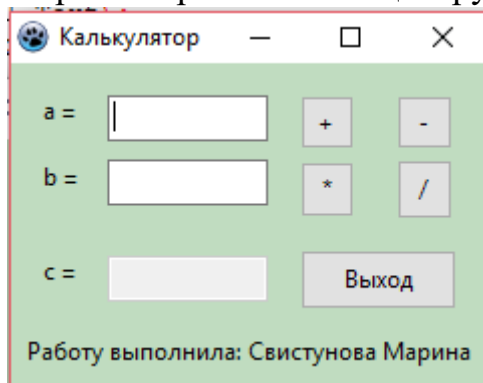 Калькулятор
a =
+
-
b =
*
/
c =
Выход
Работу выполнила: Свистунова Марина